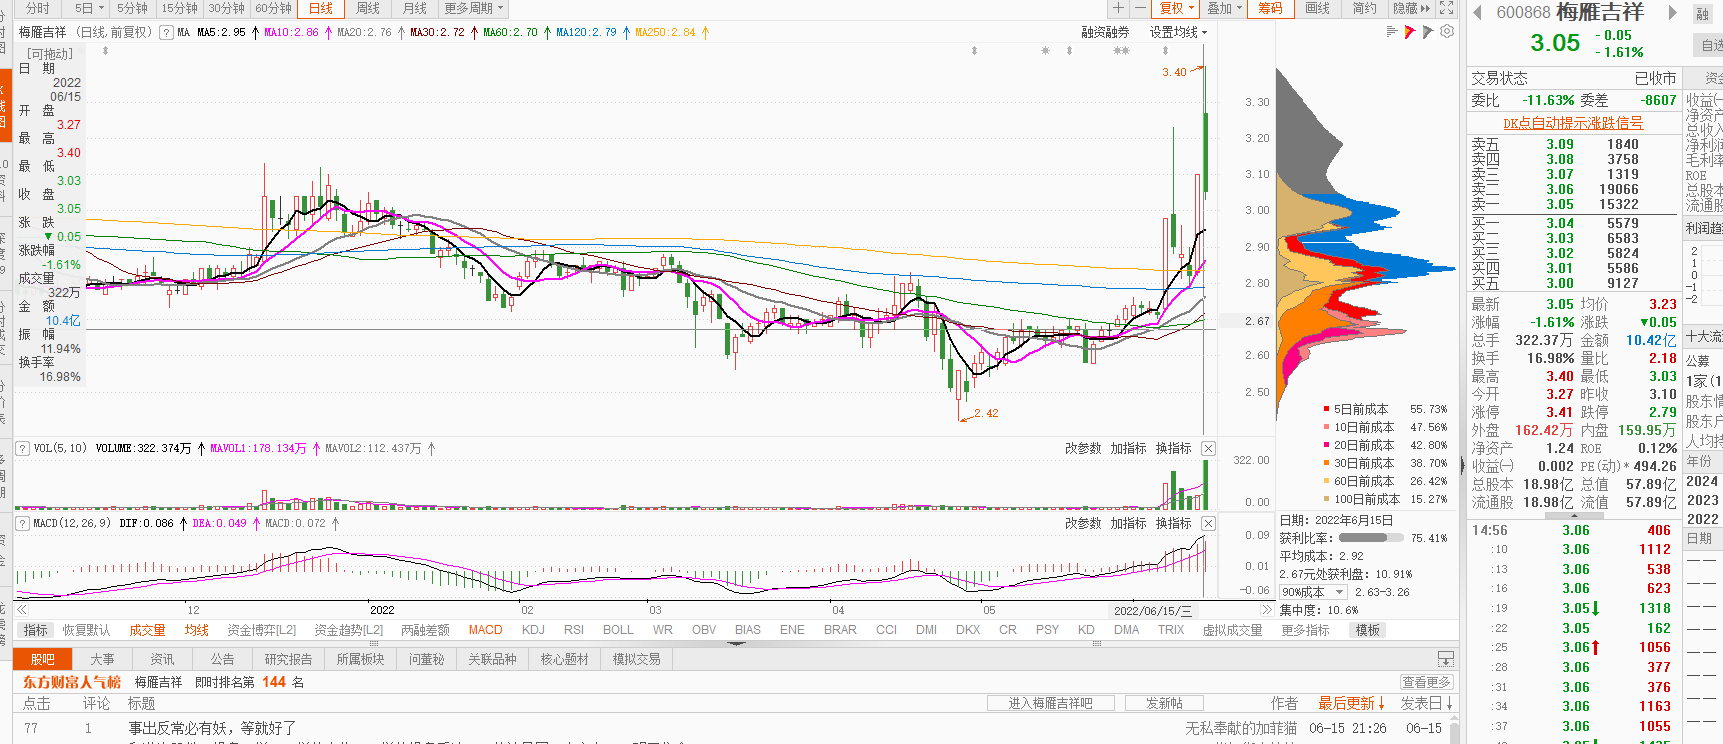 分时 5日 5分钟 15分钟 30分钟 60分钟 日线 周线 月线 更多周期 复权 叠加 筹码 画线 简约 隐藏
梅雁吉祥 (日线,前复权) ? MA MA5:2.95 MA10:2.86 MA20:2.76 MA30:2.72 MA60:2.70 MA120:2.79 MA250:2.84 融资融券 设置均线
[可拖动]
日 期
2022
06/15
开 盘
3.27
最 高
3.40
最 低
3.03
收 盘
3.05
涨 跌
▼0.05
涨跌幅
-1.61%
成交量
322万
金 额
10.4亿
振 幅
11.94%
换手率
16.98%
3.40
2.42
3.30
3.20
3.10
3.00
2.90
2.80
2.67
2.60
2.50
5日前成本 55.73%
10日前成本 47.56%
20日前成本 42.80%
30日前成本 38.70%
60日前成本 26.42%
100日前成本 15.27%
日期: 2022年6月15日
获利比率: 75.41%
平均成本: 2.92
2.67元处获利盘: 10.91%
90%成本 2.63-3.26
集中度: 10.6%
? VOL(5,10) VOLUME:322.374万 MAVOL1:178.134万 MAVOL2:112.437万 改参数 加指标 换指标
322.00
0.00
? MACD(12,26,9) DIF:0.086 DEA:0.049 MACD:0.072 改参数 加指标 换指标
0.09
0.01
-0.06
12 2022 02 03 04 05 2022/06/15/三
指标 恢复默认 成交量 均线 资金博弈[L2] 资金趋势[L2] 两融差额 MACD KDJ RSI BOLL WR OBV BIAS ENE BRAR CCI DMI DKX CR PSY KD DMA TRIX 虚拟成交量 更多指标 模板
股吧 大事 资讯 公告 研究报告 所属板块 问董秘 关联品种 核心题材 模拟交易
东方财富人气榜 梅雁吉祥 即时排名第 144 名 查看更多
点击 评论 标题 进入梅雁吉祥吧 发新帖 作者 最后更新 发表日
77 1 事出反常必有妖，等就好了 无私奉献的加菲猫 06-15 21:26 06-15
600868 梅雁吉祥 融
3.05 -0.05
-1.61%
自选
交易状态 已收市
委比 -11.63% 委差 -8607
DK点自动提示涨跌信号
卖五 3.09 1840
卖四 3.08 3758
卖三 3.07 1319
卖二 3.06 19066
卖一 3.05 15322
买一 3.04 5579
买二 3.03 6583
买三 3.02 5824
买四 3.01 5586
买五 3.00 9127
最新 3.05 均价 3.23
涨幅 -1.61% 涨跌 ▼0.05
总手 322.37万 金额 10.42亿
换手 16.98% 量比 2.18
最高 3.40 最低 3.03
今开 3.27 昨收 3.10
涨停 3.41 跌停 2.79
外盘 162.42万 内盘 159.95万
净资产 1.24 ROE 0.12%
收益㈠ 0.002 PE(动)* 494.26
总股本 18.98亿 总值 57.89亿
流通股 18.98亿 流值 57.89亿
14:56 3.06 406
:10 3.06 1112
:13 3.06 538
:16 3.06 623
:19 3.05 1318
:22 3.05 162
:25 3.06 1056
:28 3.06 377
:31 3.06 376
:34 3.06 1163
:37 3.06 1055
收益㈠
净资产
总收入
净利润
毛利率
ROE
总股本
流通股
利润趋
2
1
0
-1
-2
十大流
公募
1家(1
股东情
股东户
人均持
年份
2024
2023
2022
日期